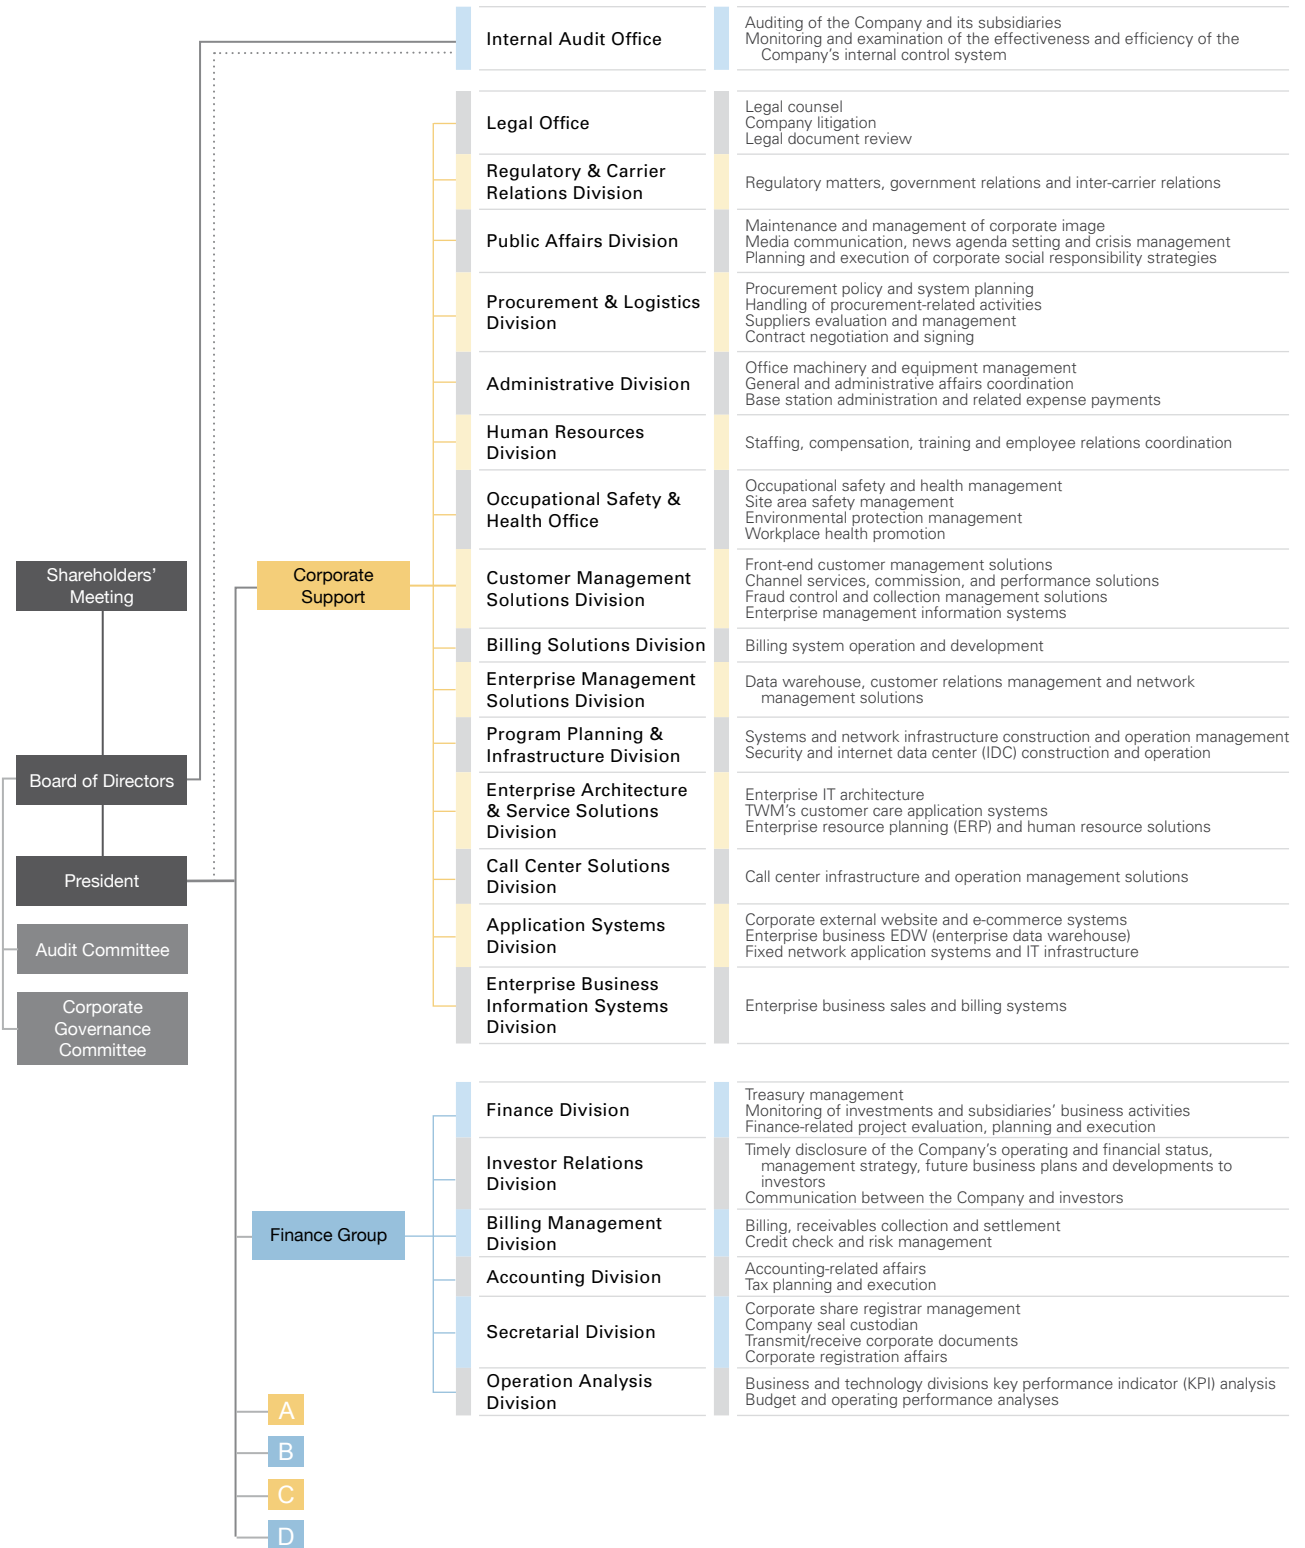 Internal Audit Office
Auditing of the Company and its subsidiaries
Monitoring and examination of the effectiveness and efficiency of the
Company's internal control system
Legal Office
Legal counsel
Company litigation
Legal document review
Regulatory & Carrier
Relations Division
Regulatory matters, government relations and inter-carrier relations
Public Affairs Division
Maintenance and management of corporate image
Media communication, news agenda setting and crisis management
Planning and execution of corporate social responsibility strategies
Procurement & Logistics
Division
Procurement policy and system planning
Handling of procurement-related activities
Suppliers evaluation and management
Contract negotiation and signing
Administrative Division
Office machinery and equipment management
General and administrative affairs coordination
Base station administration and related expense payments
Human Resources
Division
Staffing, compensation, training and employee relations coordination
Occupational Safety &
Health Office
Occupational safety and health management
Site area safety management
Environmental protection management
Workplace health promotion
Shareholders'
Meeting
Corporate
Support
Customer Management
Solutions Division
Front-end customer management solutions
Channel services, commission, and performance solutions
Fraud control and collection management solutions
Enterprise management information systems
Billing Solutions Division
Billing system operation and development
Enterprise Management
Solutions Division
Data warehouse, customer relations management and network
management solutions
Program Planning &
Infrastructure Division
Systems and network infrastructure construction and operation management
Security and internet data center (IDC) construction and operation
Board of Directors
Enterprise Architecture
& Service Solutions
Division
Enterprise IT architecture
TWM's customer care application systems
Enterprise resource planning (ERP) and human resource solutions
President
Call Center Solutions
Division
Call center infrastructure and operation management solutions
Audit Committee
Application Systems
Division
Corporate external website and e-commerce systems
Enterprise business EDW (enterprise data warehouse)
Fixed network application systems and IT infrastructure
Corporate
Governance
Committee
Enterprise Business
Information Systems
Division
Enterprise business sales and billing systems
Finance Division
Treasury management
Monitoring of investments and subsidiaries' business activities
Finance-related project evaluation, planning and execution
Investor Relations
Division
Timely disclosure of the Company's operating and financial status,
management strategy, future business plans and developments to
investors
Communication between the Company and investors
Finance Group
Billing Management
Division
Billing, receivables collection and settlement
Credit check and risk management
Accounting Division
Accounting-related affairs
Tax planning and execution
Secretarial Division
Corporate share registrar management
Company seal custodian
Transmit/receive corporate documents
Corporate registration affairs
Operation Analysis
Division
Business and technology divisions key performance indicator (KPI) analysis
Budget and operating performance analyses
A
B
C
D